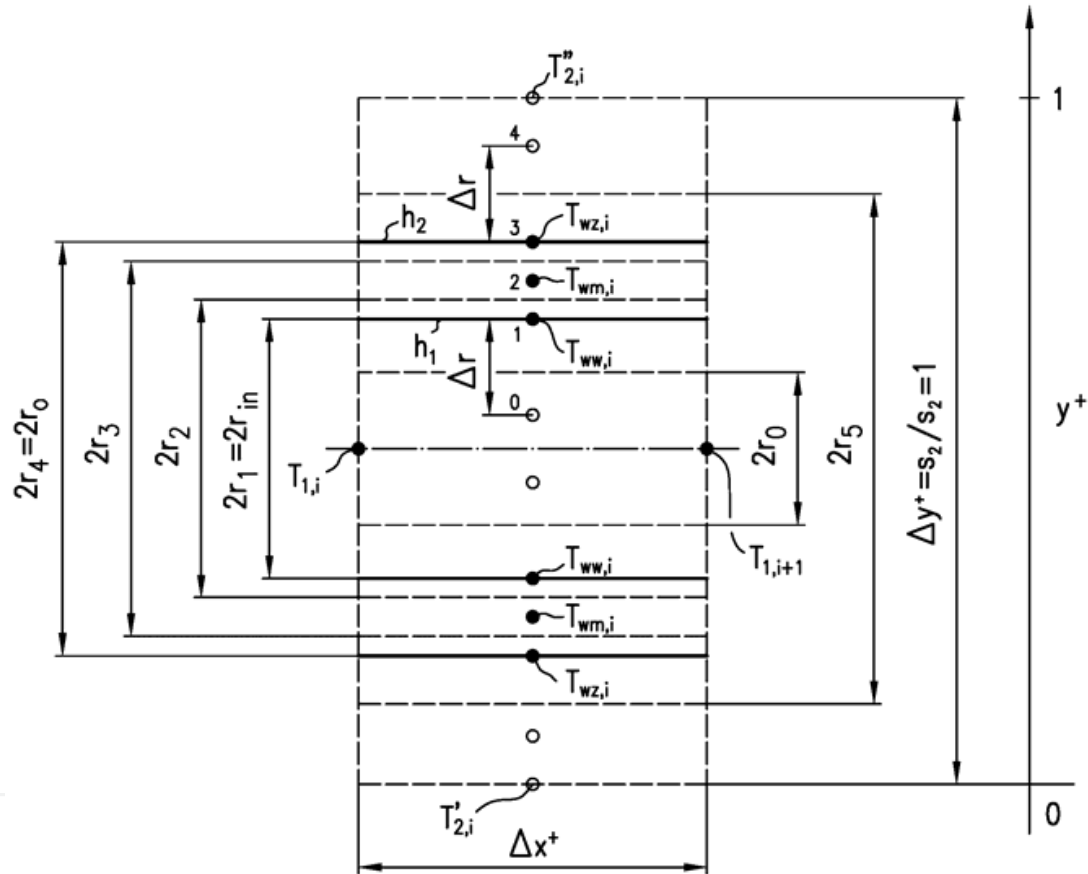 T"2,i
1
4
Δr
h2
3
Twz,i
2
Twm,i
h1
1
Tww,i
Δr
0
2r4=2ro
2r3
2r2
2r1=2rin
2r0
2r5
Δy+=s2/s2=1
y+
T1,i
T1,i+1
Tww,i
Twm,i
Twz,i
T'2,i
0
Δx+